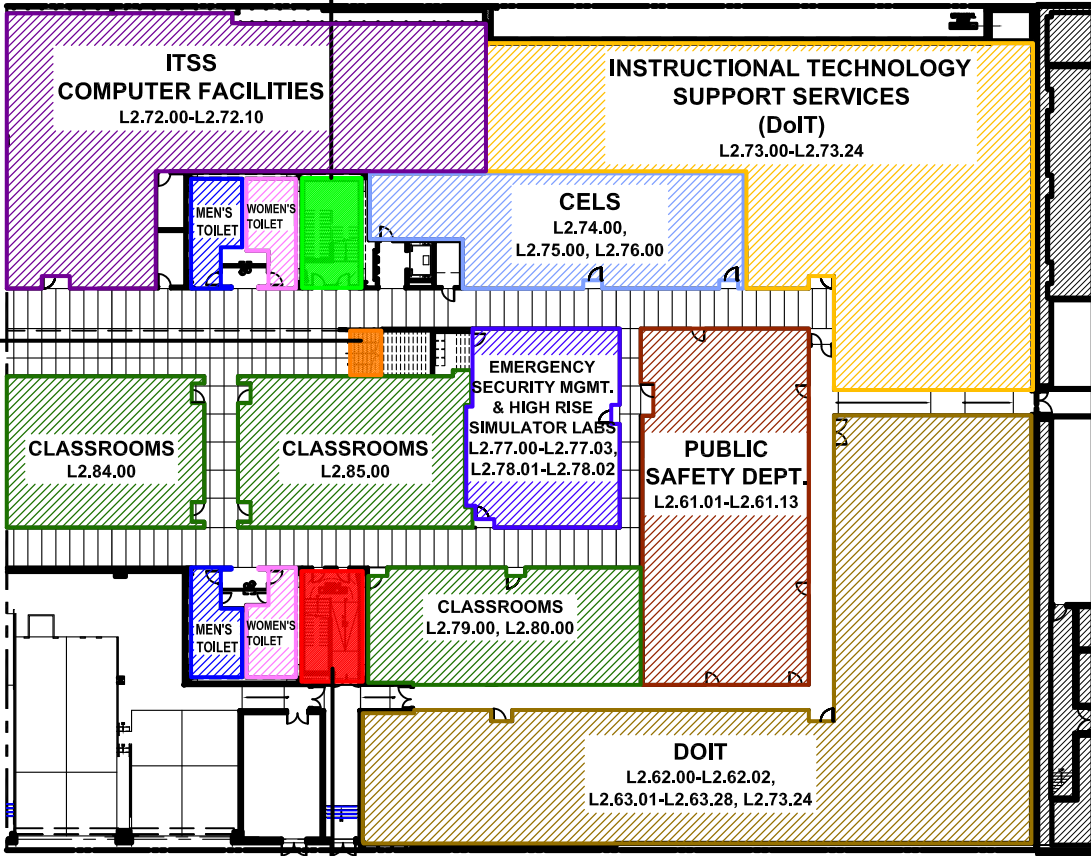 ITSS
COMPUTER FACILITIES
L2.72.00-L2.72.10
INSTRUCTIONAL TECHNOLOGY
SUPPORT SERVICES
(DoIT)
L2.73.00-L2.73.24
MEN'S
TOILET
WOMEN'S
TOILET
CELS
L2.74.00,
L2.75.00, L2.76.00
EMERGENCY
SECURITY MGMT.
& HIGH RISE
SIMULATOR LABS
L2.77.00-L2.77.03,
L2.78.01-L2.78.02
CLASSROOMS
L2.84.00
CLASSROOMS
L2.85.00
PUBLIC
SAFETY DEPT.
L2.61.01-L2.61.13
MEN'S
TOILET
WOMEN'S
TOILET
CLASSROOMS
L2.79.00, L2.80.00
DOIT
L2.62.00-L2.62.02,
L2.63.01-L2.63.28, L2.73.24